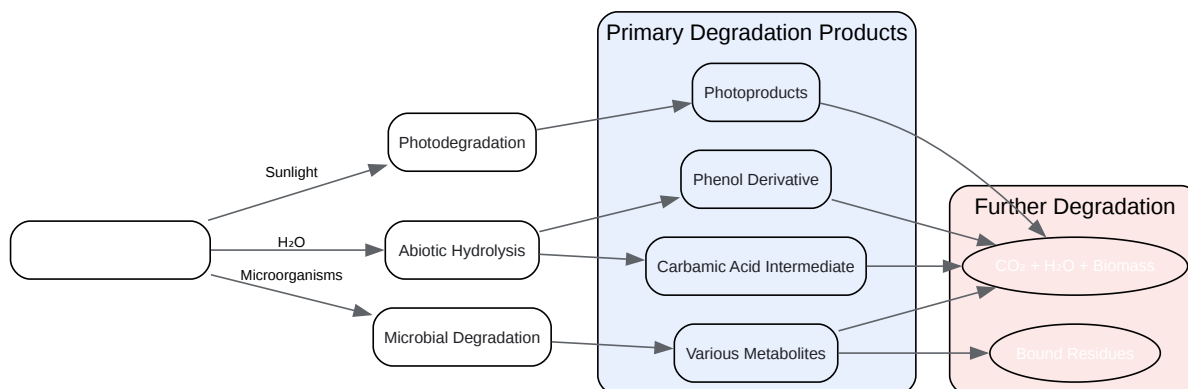 Primary Degradation Products
Photoproducts
Photodegradation
Sunlight
Phenol Derivative
Further Degradation
H₂O
Abiotic Hydrolysis
Microorganisms
Carbamic Acid Intermediate
CO₂ + H₂O + Biomass
Microbial Degradation
Various Metabolites
Bound Residues